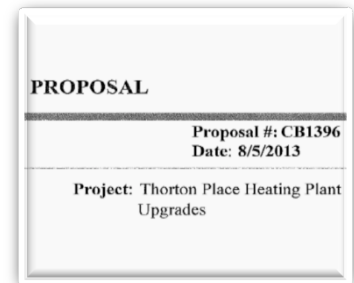 PROPOSAL
Proposal #: CB1396
Date: 8/5/2013
Project: Thorton Place Heating Plant
Upgrades